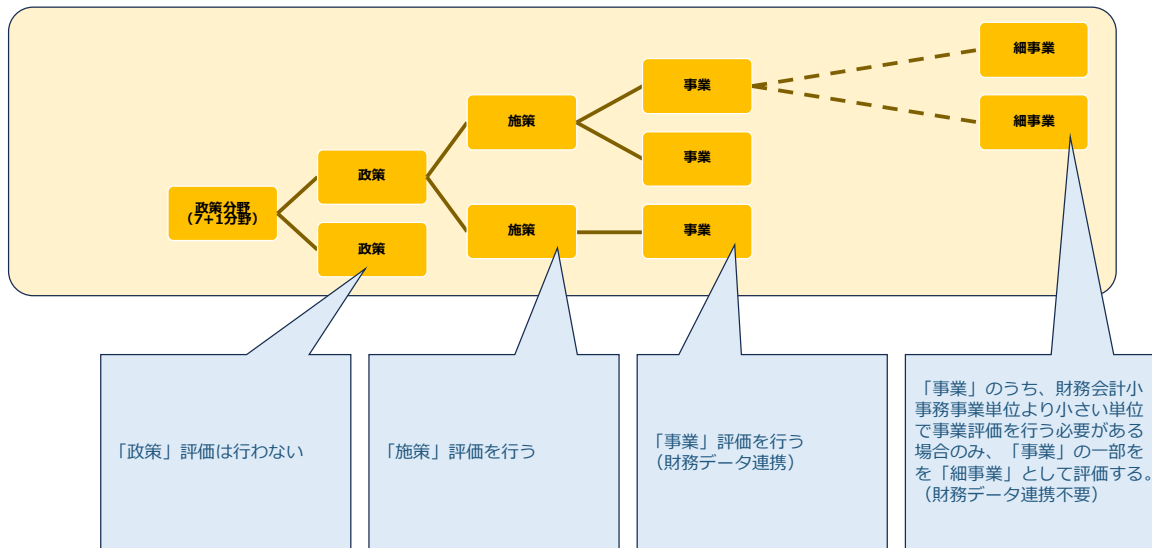 細事業
事業
細事業
施策
事業
政策
政策分野
（7+1分野）
施策
事業
政策
「政策」評価は行わない
「施策」評価を行う
「事業」評価を行う
（財務データ連携）
「事業」のうち、財務会計小
事務事業単位より小さい単位
で事業評価を行う必要がある
場合のみ、「事業」の一部を
を「細事業」として評価する。
（財務データ連携不要）